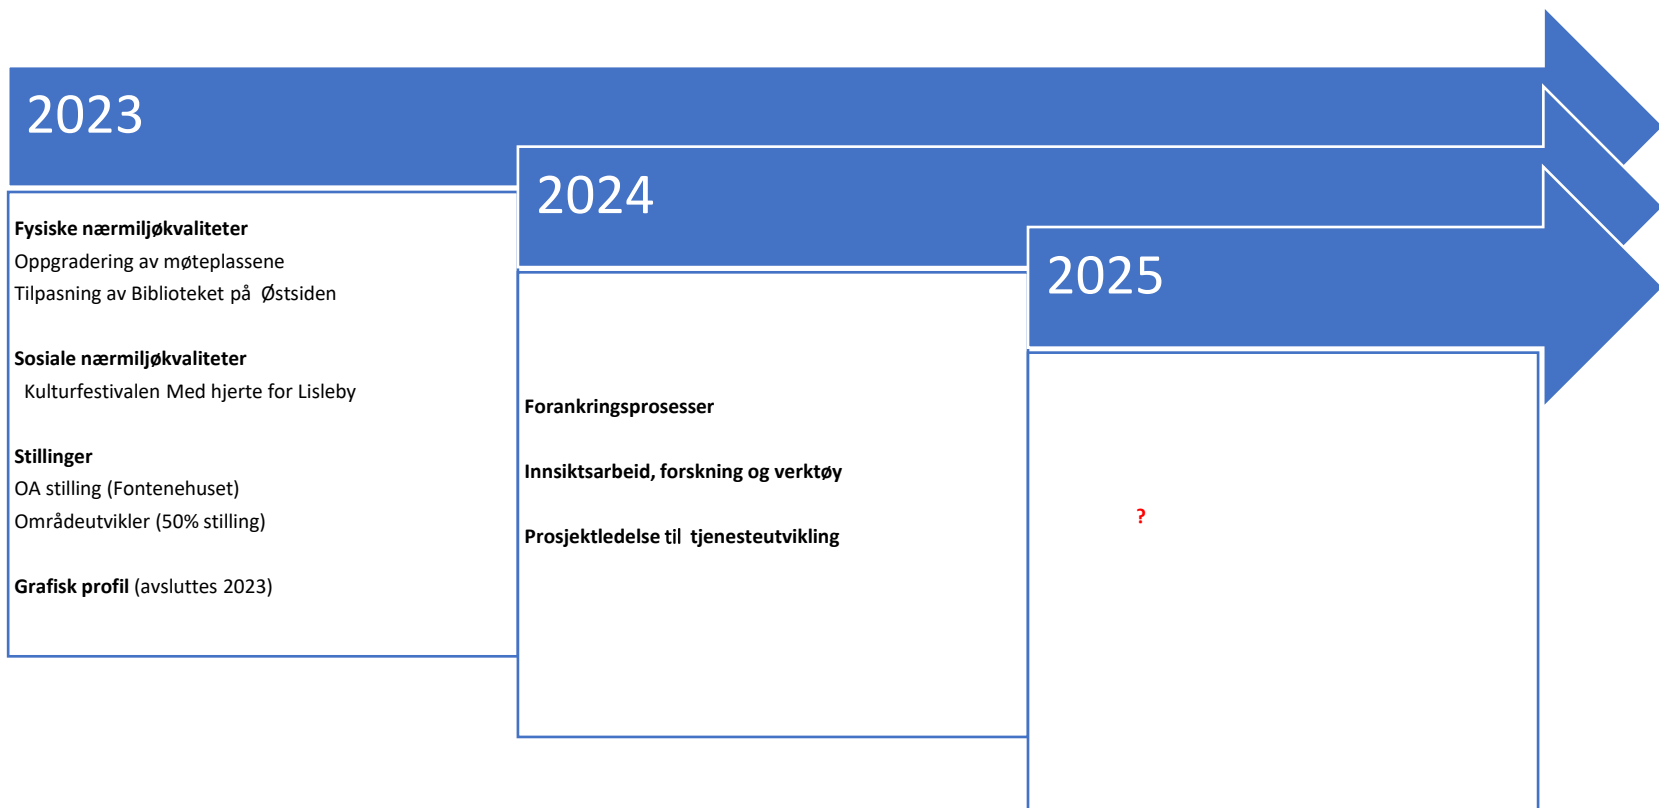 2023
Fysiske nærmiljøkvaliteter
Oppgradering av møteplassene
Tilpasning av Biblioteket på Østsiden
Sosiale nærmiljøkvaliteter
Kulturfestivalen Med hjerte for Lisleby
Stillinger
OA stilling (Fontenehuset)
Områdeutvikler (50% stilling)
Grafisk profil (avsluttes 2023)
2024
Forankringsprosesser
Innsiktsarbeid, forskning og verktøy
Prosjektledelse til tjenesteutvikling
2025
?